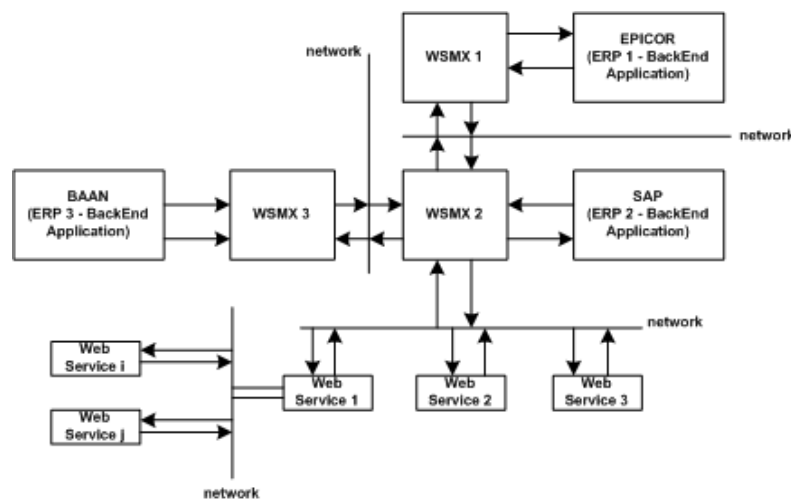 EPICOR
(ERP 1 - BackEnd
Application)
WSMX 1
network
network
BAAN
(ERP 3 - BackEnd
Application)
WSMX 3
WSMX 2
SAP
(ERP 2 - BackEnd
Application)
network
Web
Service i
Web
Service 1
Web
Service 2
Web
Service 3
Web
Service j
network